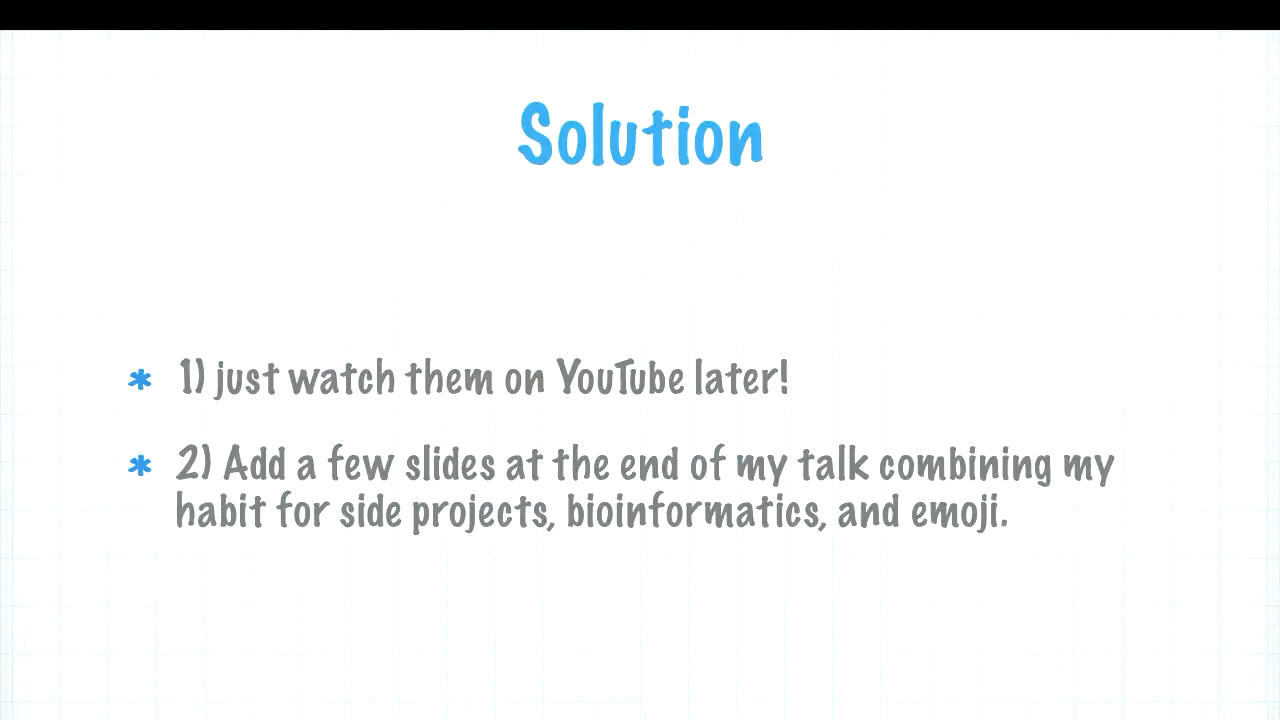 Solution
* 1) just watch them on YouTube later!
* 2) Add a few slides at the end of my talk combining my
habit for side projects, bioinformatics, and emoji.